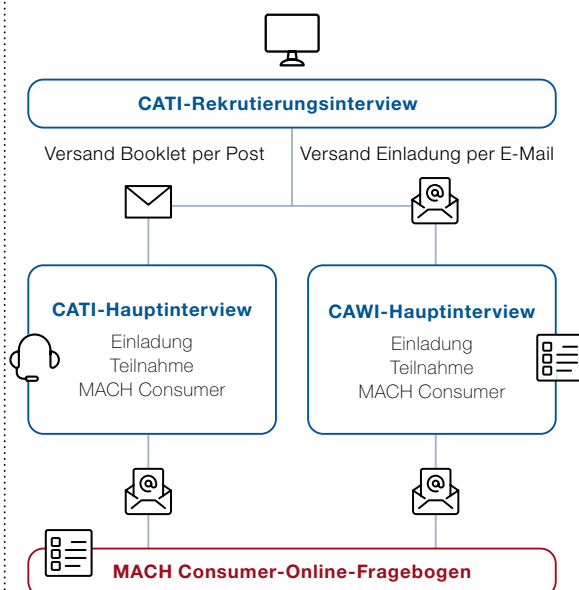 CATI-Rekrutierungsinterview
Versand Booklet per Post
Versand Einladung per E-Mail
CATI-Hauptinterview
Einladung
Teilnahme
MACH Consumer
CAWI-Hauptinterview
Einladung
Teilnahme
MACH Consumer
MACH Consumer-Online-Fragebogen